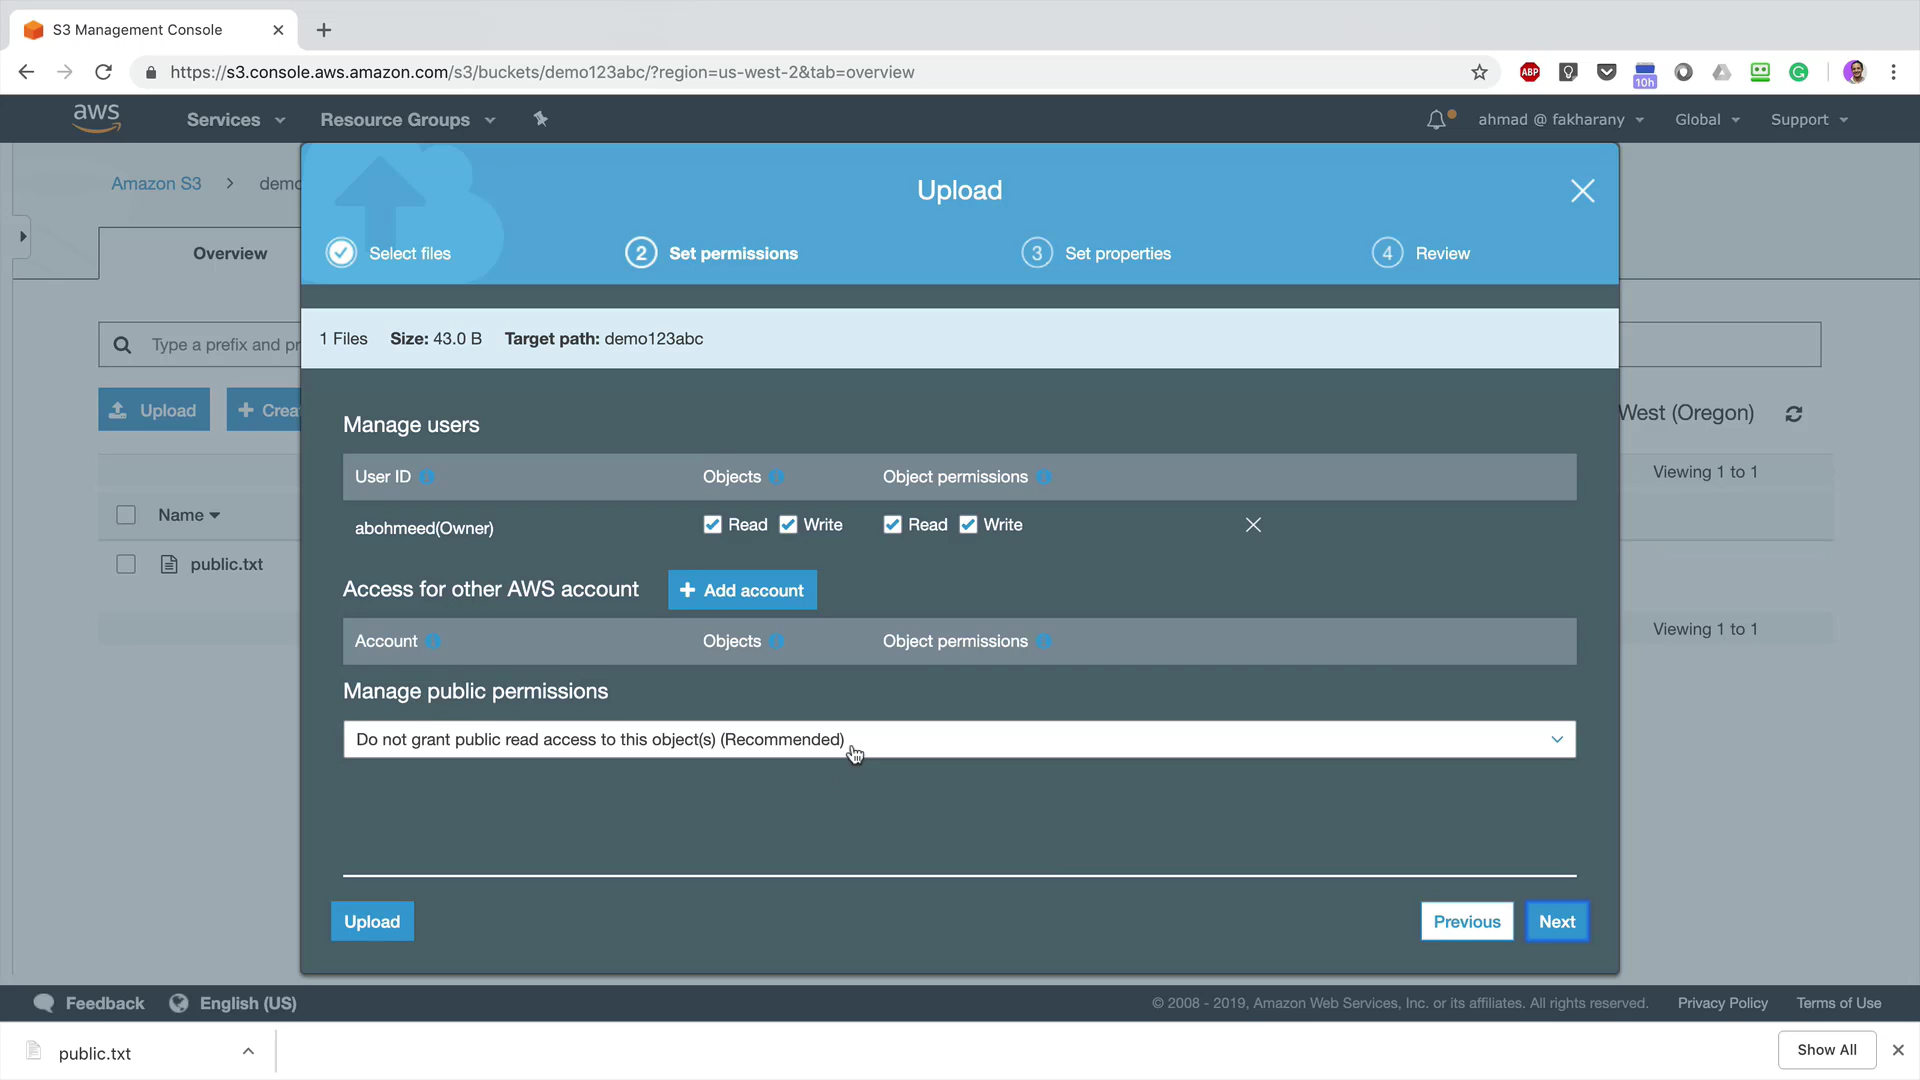 S3 Management Console
https://s3.console.aws.amazon.com/s3/buckets/demo123abc/?region=us-west-2&tab=overview
ABP
10h
aws
Services
Resource Groups
ahmad @ fakharany
Global
Support
Amazon S3 > demo
Upload
Select files
2 Set permissions
3 Set properties
4 Review
Overview
1 Files Size: 43.0 B Target path: demo123abc
Type a prefix and pr
Upload
+ Crea
West (Oregon)
Manage users
Viewing 1 to 1
User ID Objects Object permissions
Name
abohmeed(Owner) Read Write Read Write
public.txt
Access for other AWS account + Add account
Viewing 1 to 1
Account Objects Object permissions
Manage public permissions
Do not grant public read access to this object(s) (Recommended)
Upload Previous Next
Feedback English (US) © 2008 - 2019, Amazon Web Services, Inc. or its affiliates. All rights reserved. Privacy Policy Terms of Use
public.txt Show All